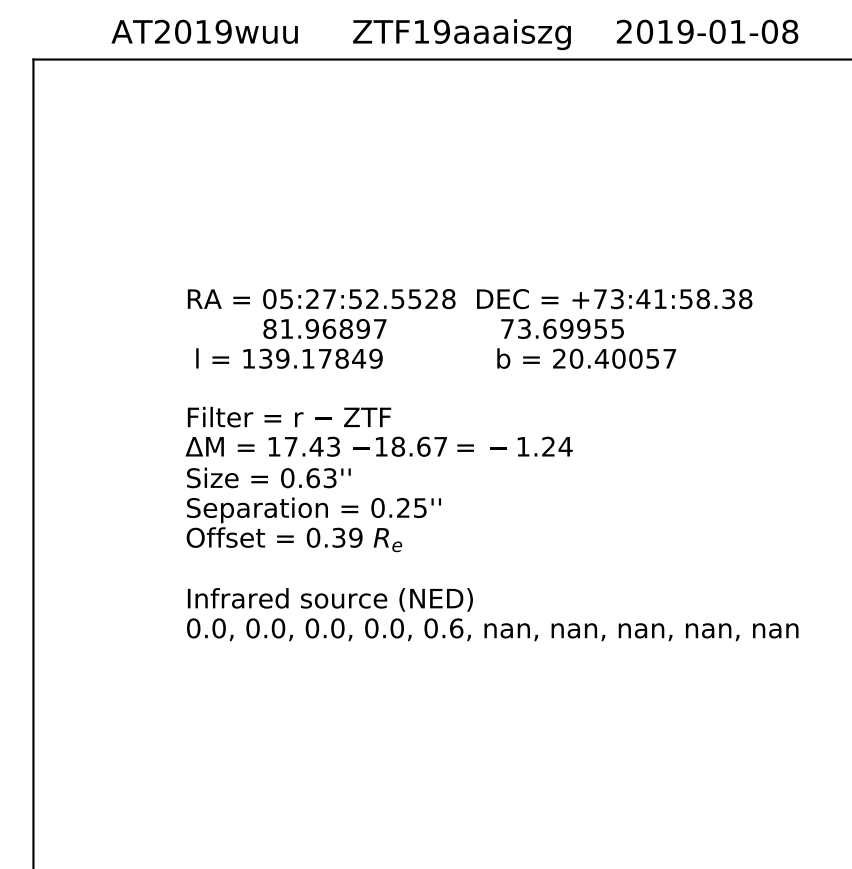 AT2019wuu ZTF19aaaiszg 2019-01-08
RA = 05:27:52.5528 DEC = +73:41:58.38
81.96897 73.69955
l = 139.17849 b = 20.40057
Filter = r − ZTF
ΔM = 17.43 −18.67 = − 1.24
Size = 0.63''
Separation = 0.25''
Offset = 0.39 Re
Infrared source (NED)
0.0, 0.0, 0.0, 0.0, 0.6, nan, nan, nan, nan, nan